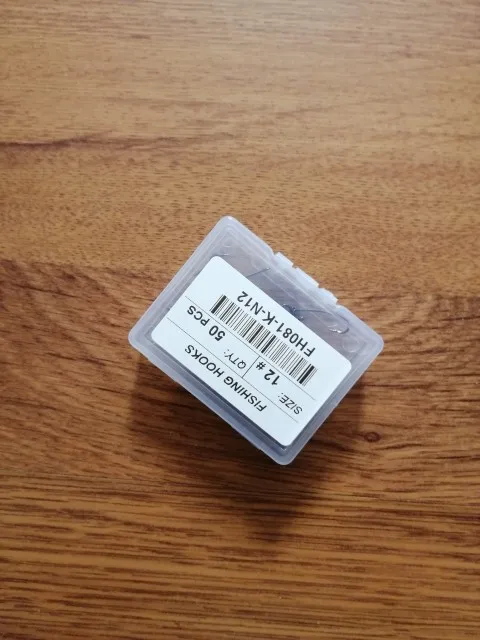 FISHING HOOKS
SIZE: 12 # QTY: 50 PCS
FH081-K-N12